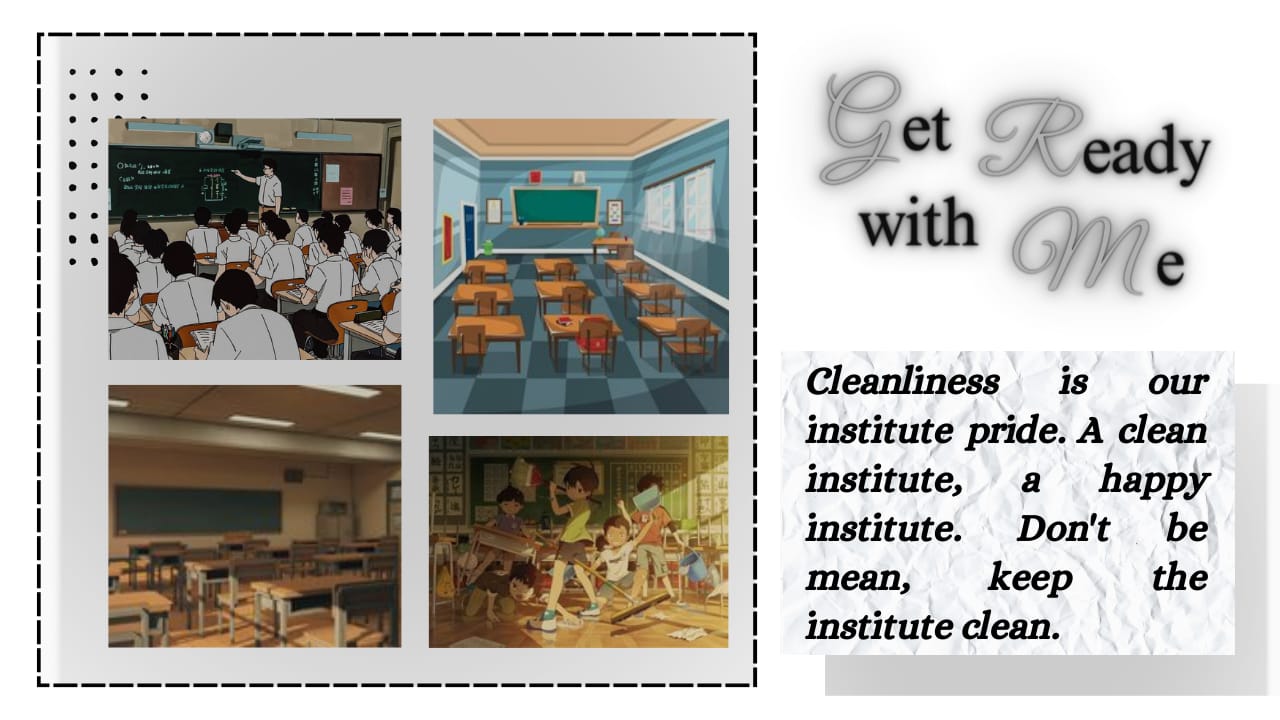 Get Ready
with Me
Cleanliness is our
institute pride. A clean
institute, a happy
institute. Don't be
mean, keep the
institute clean.